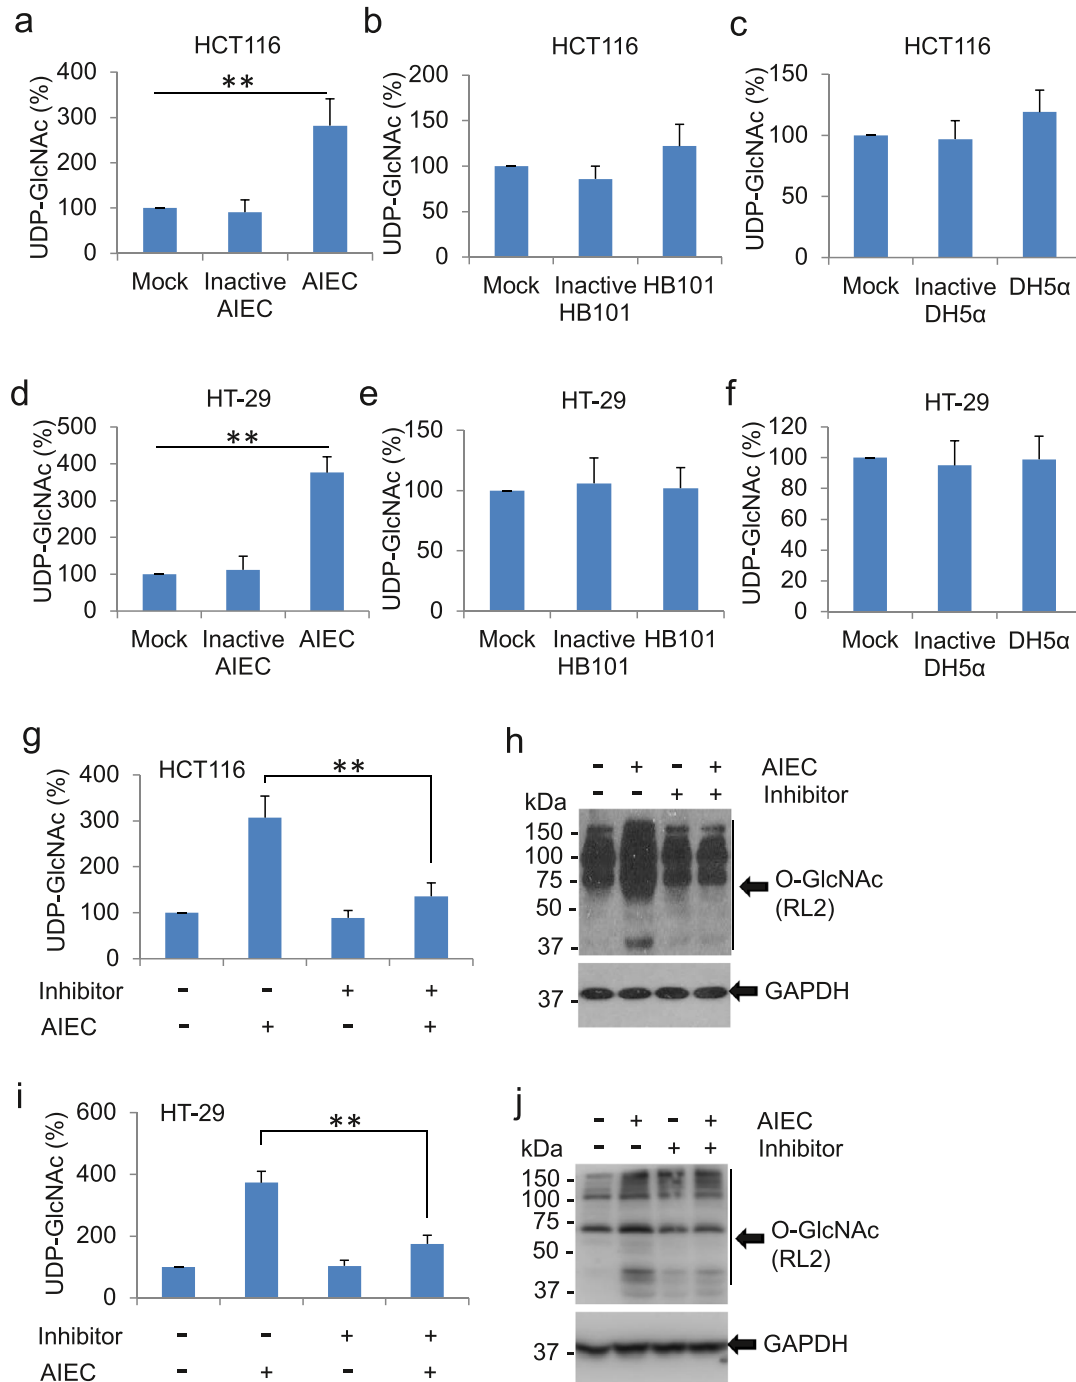 a
HCT116
UDP-GlcNAc (%)
400
300
200
100
0
**
Mock Inactive AIEC
AIEC
b
HCT116
UDP-GlcNAc (%)
200
150
100
50
0
Mock Inactive HB101
HB101
c
HCT116
UDP-GlcNAc (%)
150
100
50
0
Mock Inactive DH5α
DH5α
d
HT-29
UDP-GlcNAc (%)
500
400
300
200
100
0
**
Mock Inactive AIEC
AIEC
e
HT-29
UDP-GlcNAc (%)
150
100
50
0
Mock Inactive HB101
HB101
f
HT-29
UDP-GlcNAc (%)
120
100
80
60
40
20
0
Mock Inactive DH5α
DH5α
g
HCT116
UDP-GlcNAc (%)
400
300
200
100
0
**
Inhibitor - - + +
AIEC - + - +
h
- + - + AIEC
- - + + Inhibitor
kDa
150
100
75
50
37
O-GlcNAc
(RL2)
37
GAPDH
i
HT-29
UDP-GlcNAc (%)
600
400
200
0
**
Inhibitor - - + +
AIEC - + - +
j
- + - + AIEC
- - + + Inhibitor
kDa
150
100
75
50
37
O-GlcNAc
(RL2)
37
GAPDH